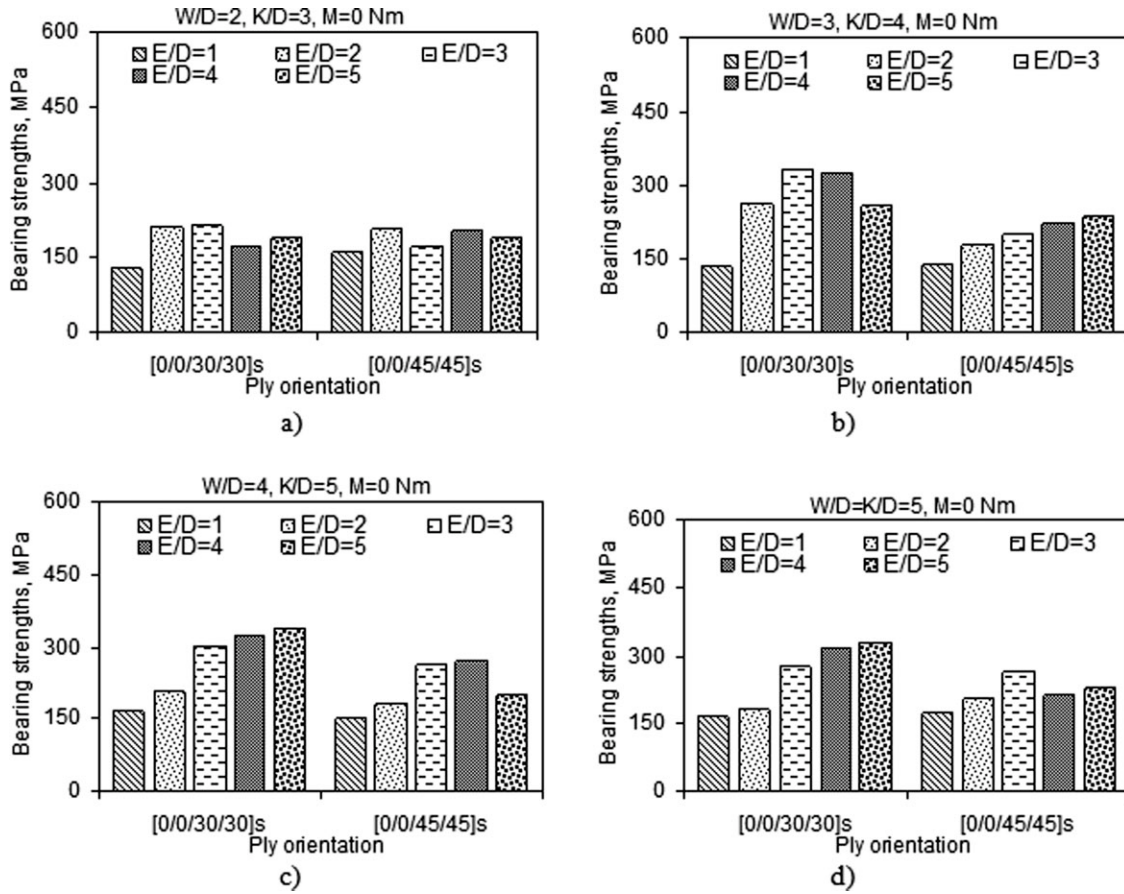 W/D=2, K/D=3, M=0 Nm
600
E/D=1 E/D=2 E/D=3
E/D=4 E/D=5
450
300
150
0
Bearing strengths, MPa
[0/0/30/30]s [0/0/45/45]s
Ply orientation
a)
W/D=3, K/D=4, M=0 Nm
600
E/D=1 E/D=2 E/D=3
E/D=4 E/D=5
450
300
150
0
Bearing strengths, MPa
[0/0/30/30]s [0/0/45/45]s
Ply orientation
b)
W/D=4, K/D=5, M=0 Nm
600
E/D=1 E/D=2 E/D=3
E/D=4 E/D=5
450
300
150
0
Bearing strengths, MPa
[0/0/30/30]s [0/0/45/45]s
Ply orientation
c)
W/D=K/D=5, M=0 Nm
600
E/D=1 E/D=2 E/D=3
E/D=4 E/D=5
450
300
150
0
Bearing strengths, MPa
[0/0/30/30]s [0/0/45/45]s
Ply orientation
d)